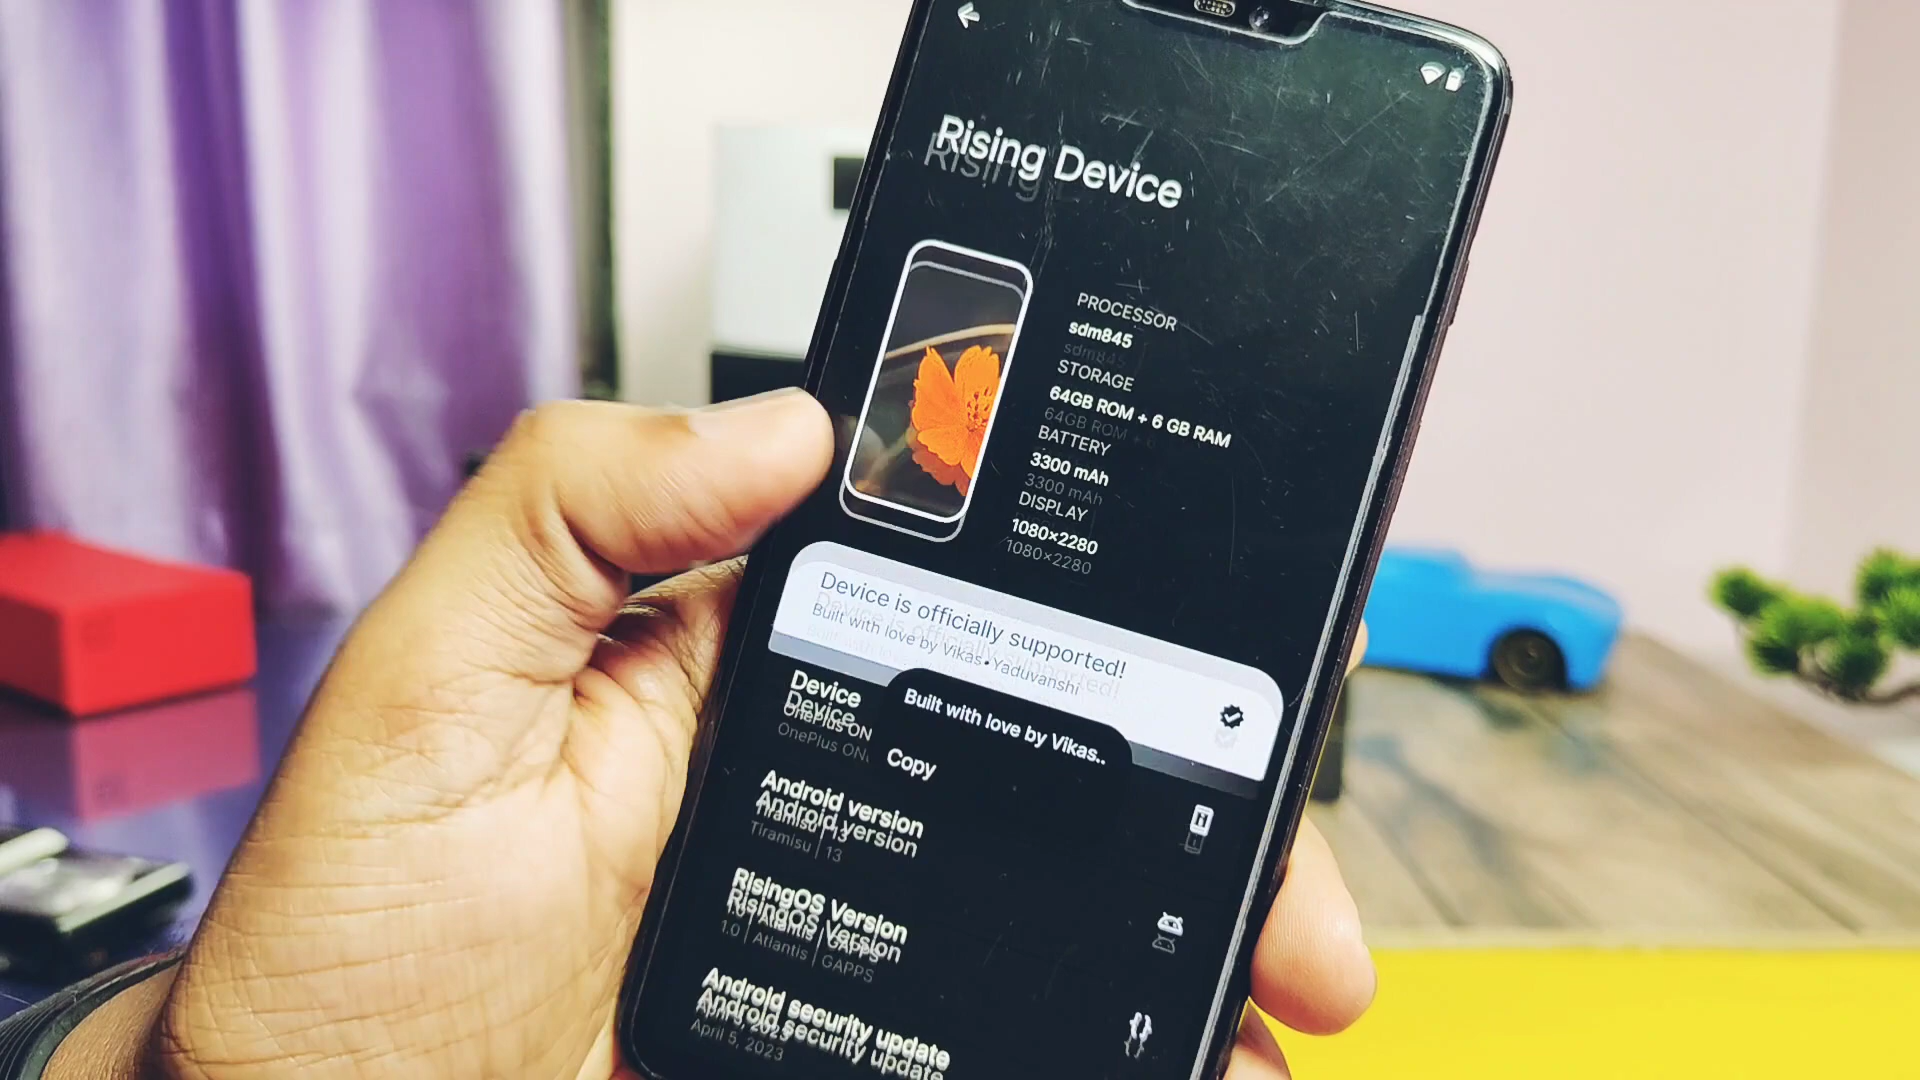 Rising Device
PROCESSOR
sdm845
STORAGE
64GB ROM + 6 GB RAM
BATTERY
3300 mAh
DISPLAY
1080×2280
Device is officially supported!
Built with love by Vikas•Yaduvanshi
Built with love by Vikas..
Copy
Device
OnePlus ON
Android version
Tiramisu | 13
RisingOS Version
1.0 | Atlantis | GAPPS
Android security update
April 5, 2023